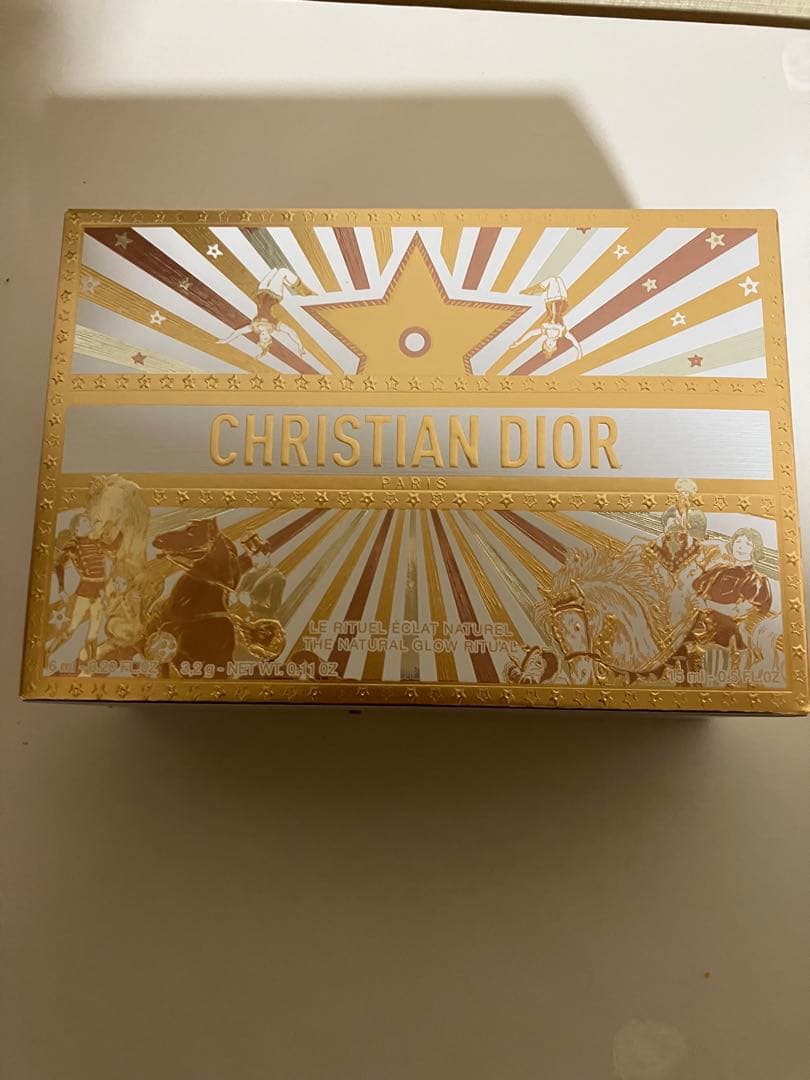 CHRISTIAN DIOR
PARIS
LE RITUEL ÉCLAT NATUREL
THE NATURAL GLOW RITUAL
6 ml - 0.20 FL.OZ 3,2 g - NET WT. 0.11 OZ 15 ml - 0.5 FL.OZ